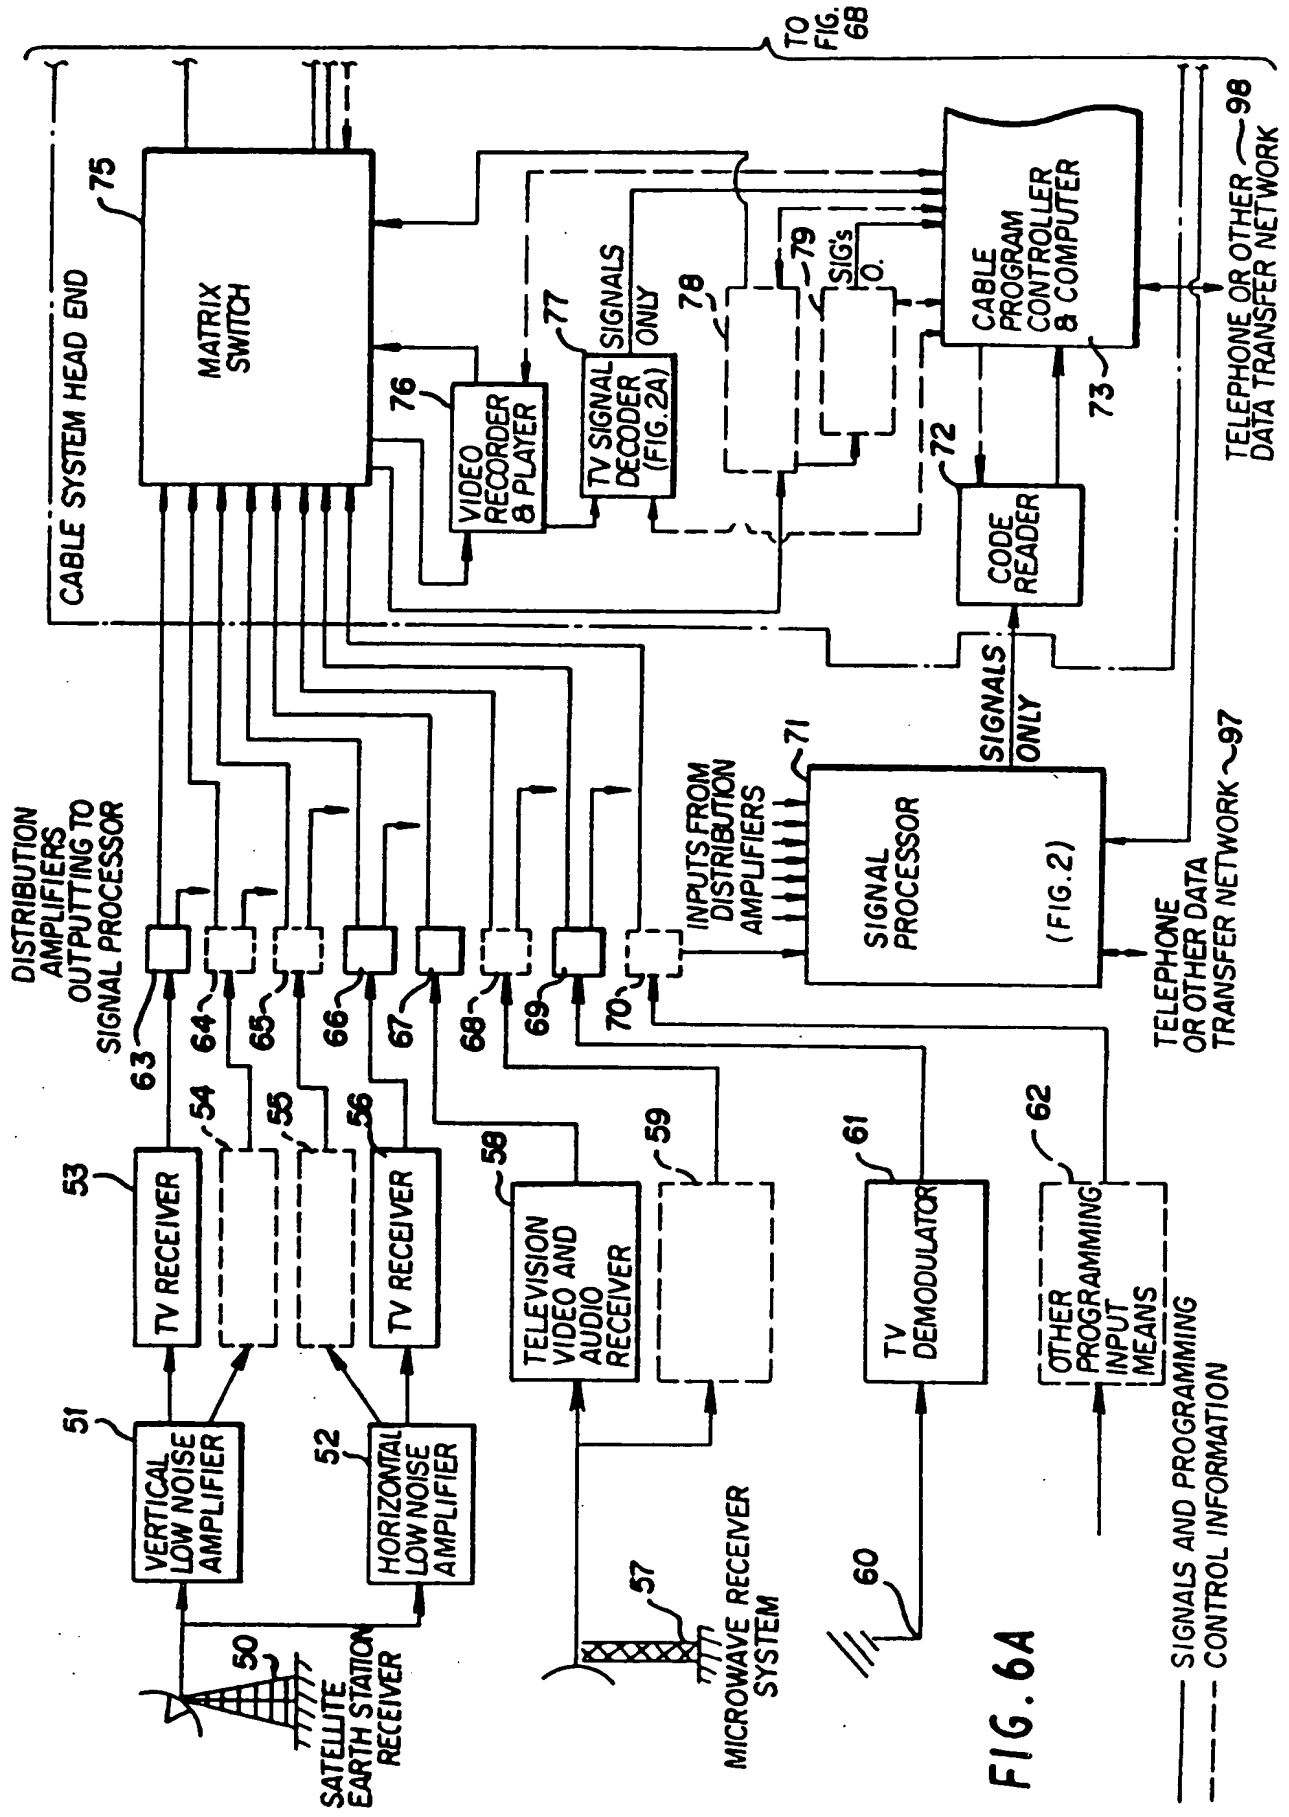 TO
FIG.
6B
CABLE SYSTEM HEAD END
75
MATRIX
SWITCH
76
VIDEO
RECORDER
& PLAYER
77
TV SIGNAL
DECODER
(FIG. 2A)
SIGNALS
ONLY
78
79
SIG's
O.
CABLE
PROGRAM
CONTROLLER
& COMPUTER
73
72
CODE
READER
TELEPHONE OR OTHER 98
DATA TRANSFER NETWORK
DISTRIBUTION
AMPLIFIERS
OUTPUTTING TO
SIGNAL PROCESSOR
63
64
65
66
67
68
69
70
INPUTS FROM
DISTRIBUTION
AMPLIFIERS
71
SIGNAL
PROCESSOR
(FIG. 2)
SIGNALS
ONLY
TELEPHONE
OR OTHER DATA
TRANSFER NETWORK 97
53
TV RECEIVER
54
55
56
TV RECEIVER
58
TELEVISION
VIDEO AND
AUDIO
RECEIVER
59
61
TV
DEMODULATOR
62
OTHER
PROGRAMMING
INPUT
MEANS
51
VERTICAL
LOW NOISE
AMPLIFIER
52
HORIZONTAL
LOW NOISE
AMPLIFIER
50
SATELLITE
EARTH STATION
RECEIVER
57
MICROWAVE RECEIVER
SYSTEM
60
FIG. 6A
SIGNALS AND PROGRAMMING
CONTROL INFORMATION